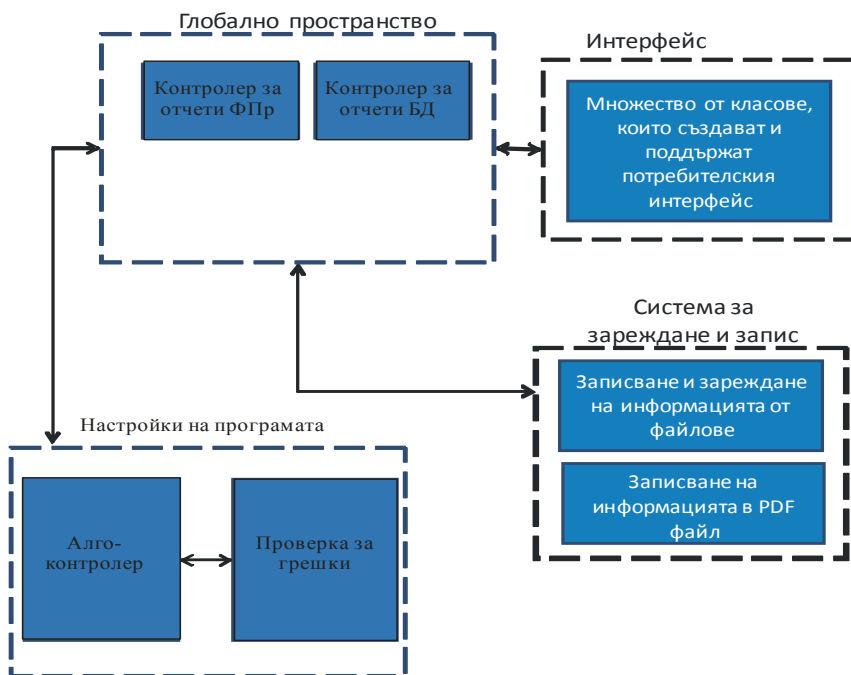 Глобално пространство
Контролер за
отчети ФПр
Контролер за
отчети БД
Интерфейс
Множество от класове,
които създават и
поддържат
потребителския
интерфейс
Система за
зареждане и запис
Записване и зареждане
на информацията от
файлове
Записване на
информацията в PDF
файл
Настройки на програмата
Алго-
контролер
Проверка за
грешки